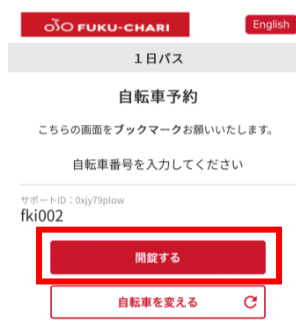 FUKU-CHARI
English
1日パス
自転車予約
こちらの画面をブックマークお願いいたします。
自転車番号を入力してください
サポートID：0xjy79plow
fki002
開錠する
自転車を変える